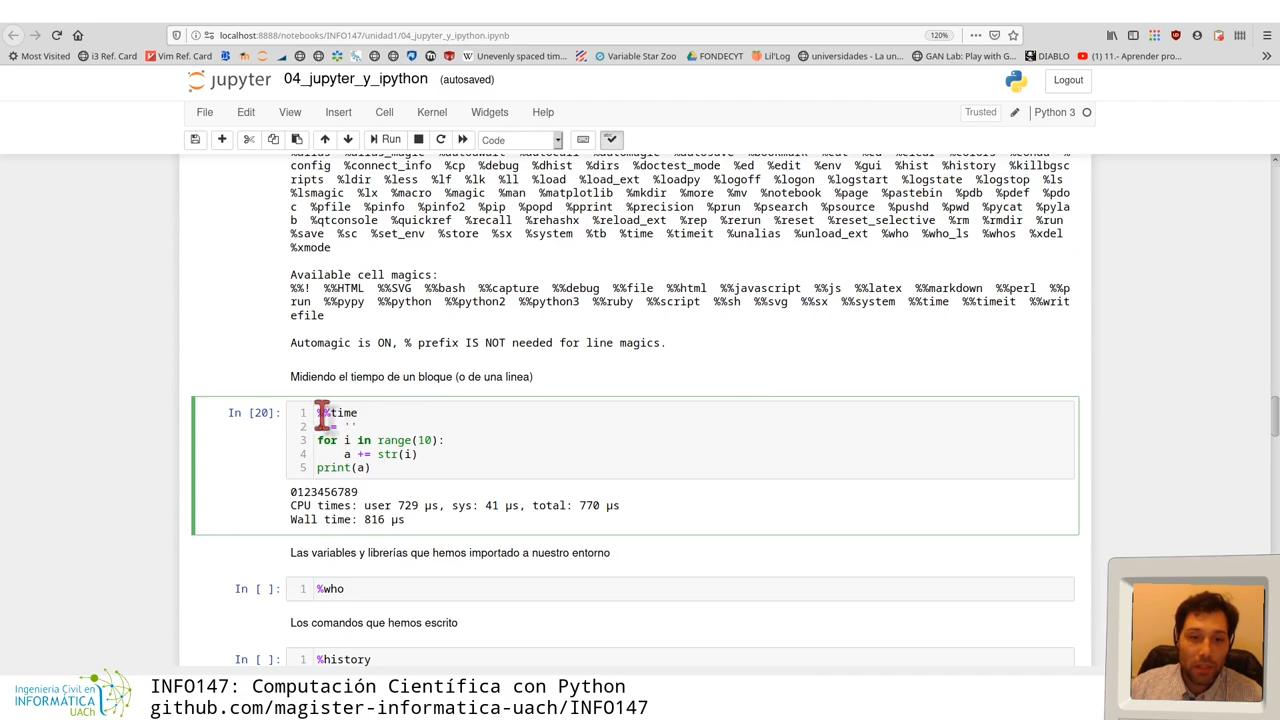 localhost:8888/notebooks/INFO147/unidad1/04_jupyter_y_ipython.ipynb
120%
Most Visited i3 Ref. Card Vim Ref. Card Unevenly spaced tim... Variable Star Zoo FONDECYT Lil'Log universidades - La un... GAN Lab: Play with G... DIABLO (1) 11.- Aprender pro...
jupyter 04_jupyter_y_ipython (autosaved)
Logout
File Edit View Insert Cell Kernel Widgets Help
Trusted Python 3
Run Code
config %connect_info %cp %debug %dhist %dirs %doctest_mode %ed %edit %env %gui %hist %history %killbgsc
ripts %ldir %less %lf %lk %ll %load %load_ext %loadpy %logoff %logon %logstart %logstate %logstop %ls
%lsmagic %lx %macro %magic %man %matplotlib %mkdir %more %mv %notebook %page %pastebin %pdb %pdef %pdo
c %pfile %pinfo %pinfo2 %pip %popd %pprint %precision %prun %psearch %psource %pushd %pwd %pycat %pyla
b %qtconsole %quickref %recall %rehashx %reload_ext %rep %rerun %reset %reset_selective %rm %rmdir %run
%save %sc %set_env %store %sx %system %tb %time %timeit %unalias %unload_ext %who %who_ls %whos %xdel
%xmode
Available cell magics:
%%! %%HTML %%SVG %%bash %%capture %%debug %%file %%html %%javascript %%js %%latex %%markdown %%perl %%p
run %%pypy %%python %%python2 %%python3 %%ruby %%script %%sh %%svg %%sx %%system %%time %%timeit %%writ
efile
Automagic is ON, % prefix IS NOT needed for line magics.
Midiendo el tiempo de un bloque (o de una linea)
In [20]: 1 %%time
2 = ''
3 for i in range(10):
4 a += str(i)
5 print(a)
0123456789
CPU times: user 729 µs, sys: 41 µs, total: 770 µs
Wall time: 816 µs
Las variables y librerías que hemos importado a nuestro entorno
In [ ]: 1 %who
Los comandos que hemos escrito
In [ ]: 1 %history
Ingeniería Civil en
INFORMÁTICA
UACh
INFO147: Computación Científica con Python
github.com/magister-informatica-uach/INFO147